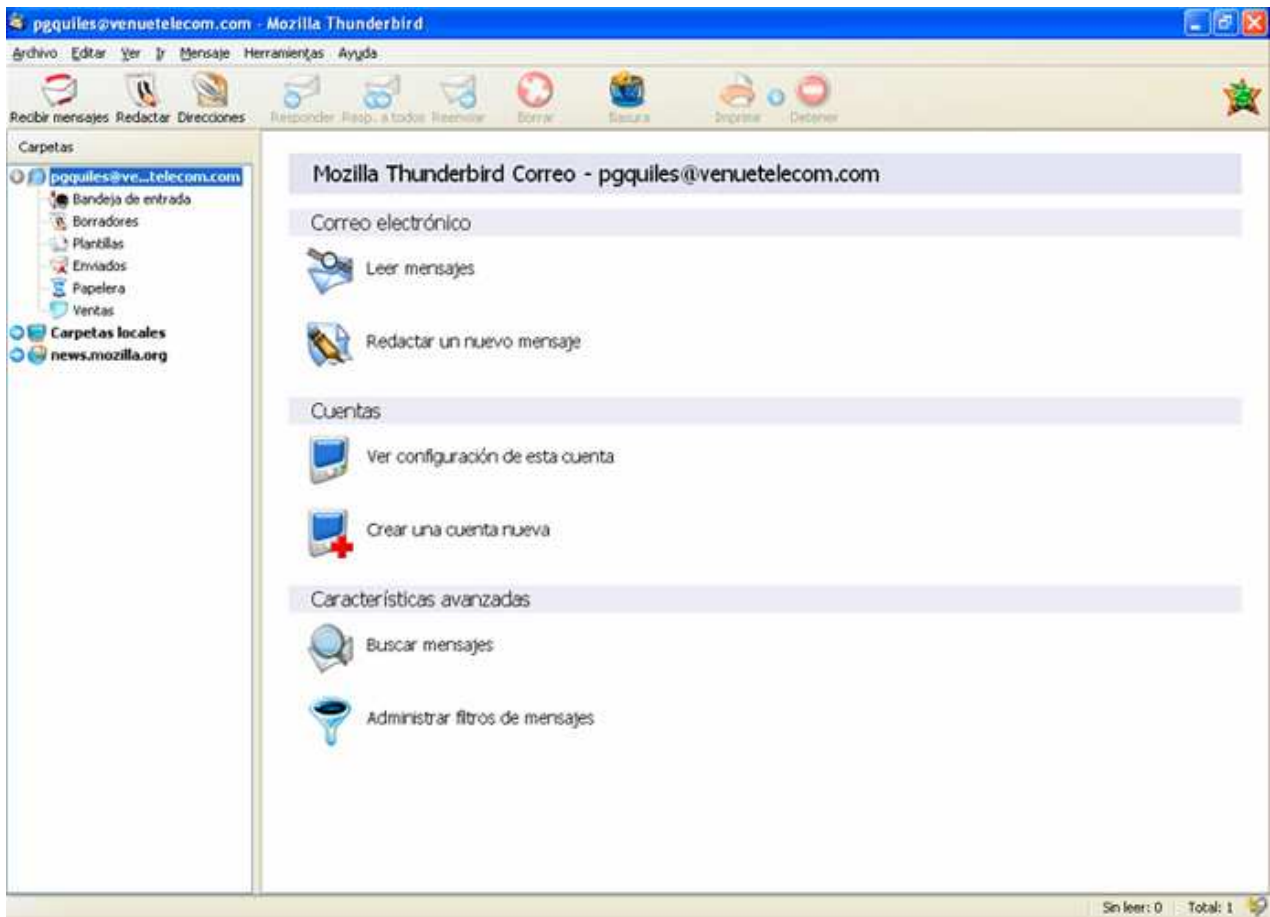 pgquiles@venuetelecom.com - Mozilla Thunderbird
Archivo Editar Ver Ir Mensaje Herramientas Ayuda
Recibir mensajes Redactar Direcciones Responder Resp. a todos Reenviar Borrar Basura Imprimir Detener
Carpetas
pgquiles@ve...telecom.com
Bandeja de entrada
Borradores
Plantillas
Enviados
Papelera
Ventas
Carpetas locales
news.mozilla.org
Mozilla Thunderbird Correo - pgquiles@venuetelecom.com
Correo electrónico
Leer mensajes
Redactar un nuevo mensaje
Cuentas
Ver configuración de esta cuenta
Crear una cuenta nueva
Características avanzadas
Buscar mensajes
Administrar filtros de mensajes
Sin leer: 0 Total: 1